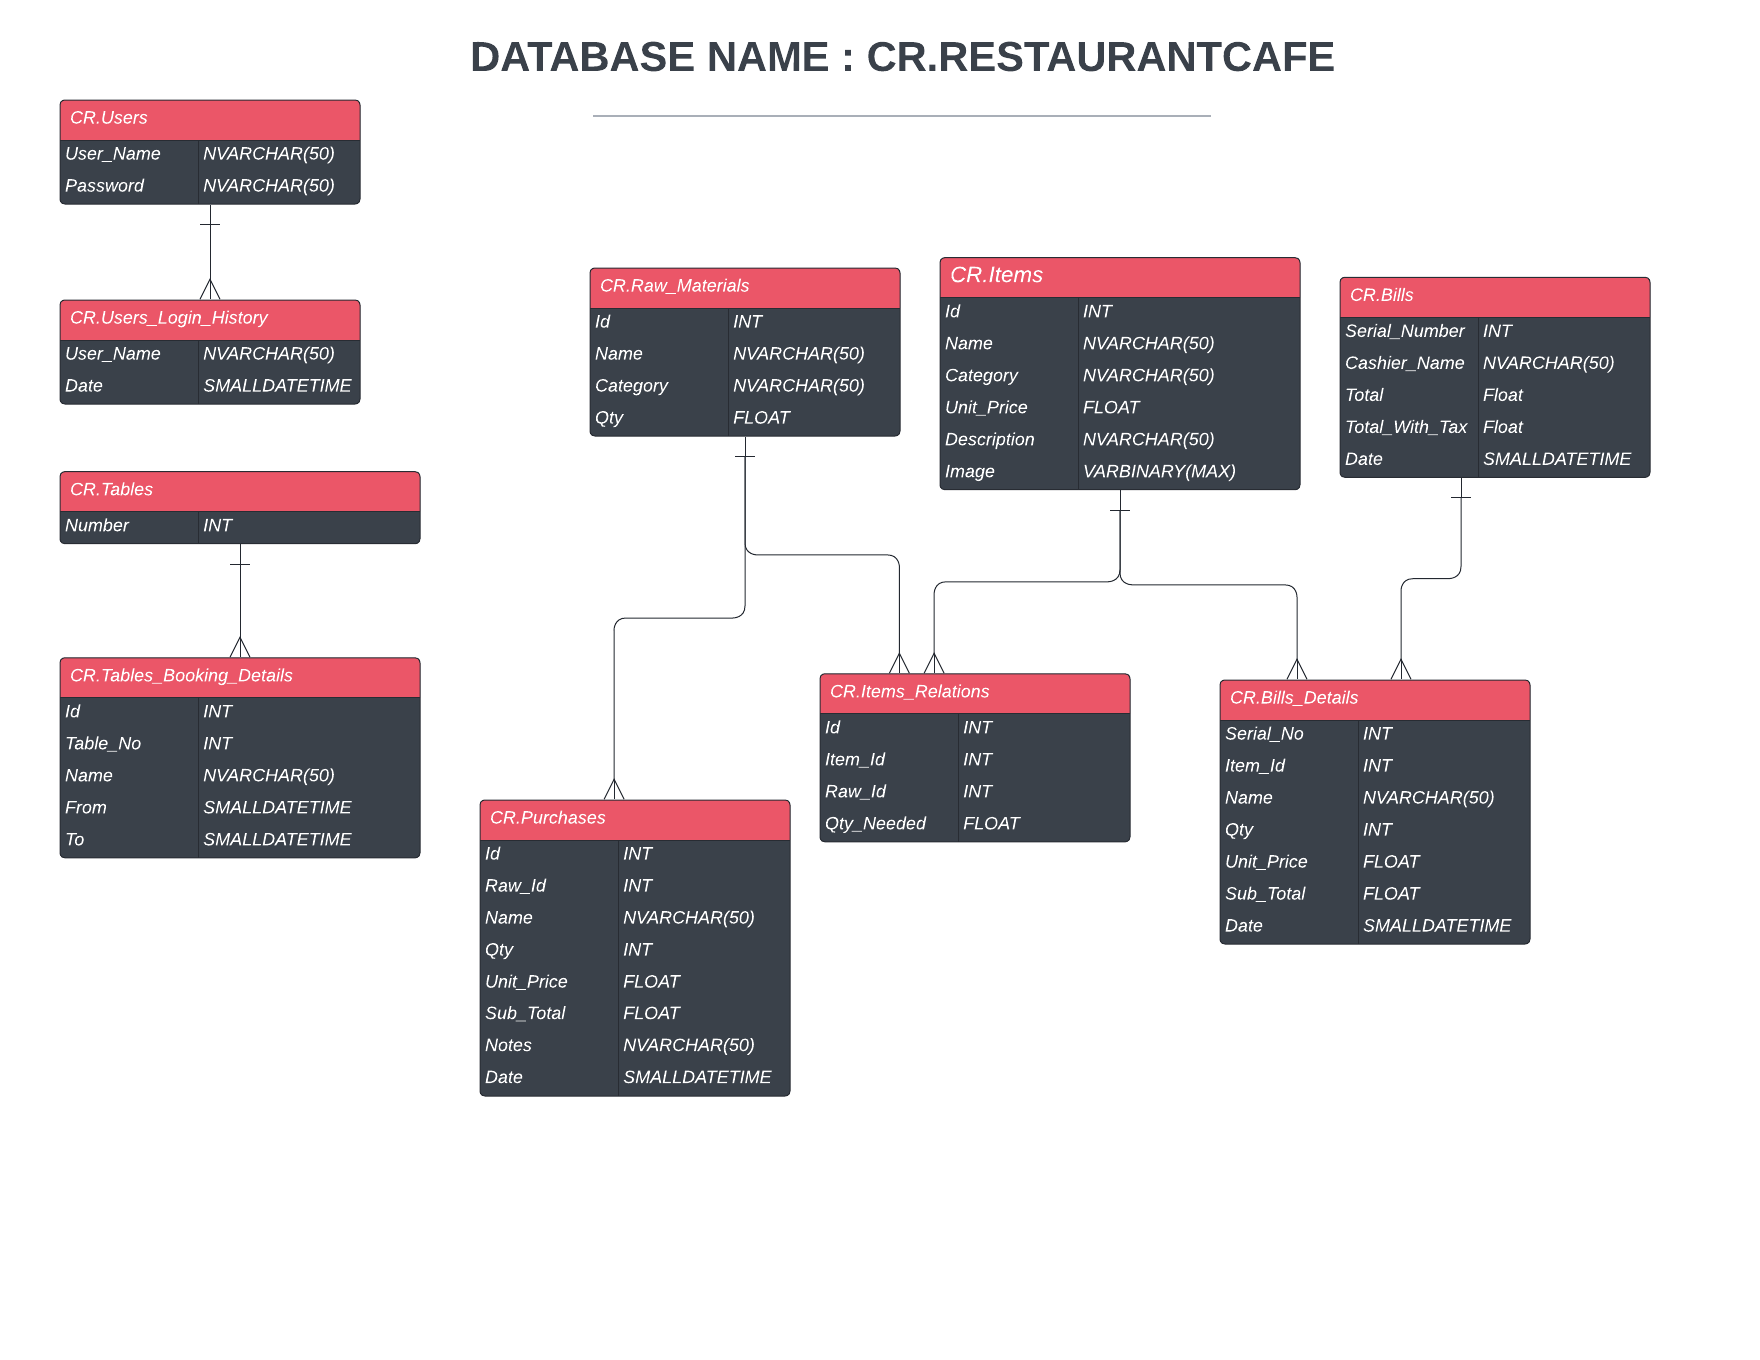 DATABASE NAME : CR.RESTAURANTCAFE
CR.Users
User_Name NVARCHAR(50)
Password NVARCHAR(50)
CR.Users_Login_History
User_Name NVARCHAR(50)
Date SMALLDATETIME
CR.Tables
Number INT
CR.Tables_Booking_Details
Id INT
Table_No INT
Name NVARCHAR(50)
From SMALLDATETIME
To SMALLDATETIME
CR.Raw_Materials
Id INT
Name NVARCHAR(50)
Category NVARCHAR(50)
Qty FLOAT
CR.Items
Id INT
Name NVARCHAR(50)
Category NVARCHAR(50)
Unit_Price FLOAT
Description NVARCHAR(50)
Image VARBINARY(MAX)
CR.Bills
Serial_Number INT
Cashier_Name NVARCHAR(50)
Total Float
Total_With_Tax Float
Date SMALLDATETIME
CR.Purchases
Id INT
Raw_Id INT
Name NVARCHAR(50)
Qty INT
Unit_Price FLOAT
Sub_Total FLOAT
Notes NVARCHAR(50)
Date SMALLDATETIME
CR.Items_Relations
Id INT
Item_Id INT
Raw_Id INT
Qty_Needed FLOAT
CR.Bills_Details
Serial_No INT
Item_Id INT
Name NVARCHAR(50)
Qty INT
Unit_Price FLOAT
Sub_Total FLOAT
Date SMALLDATETIME